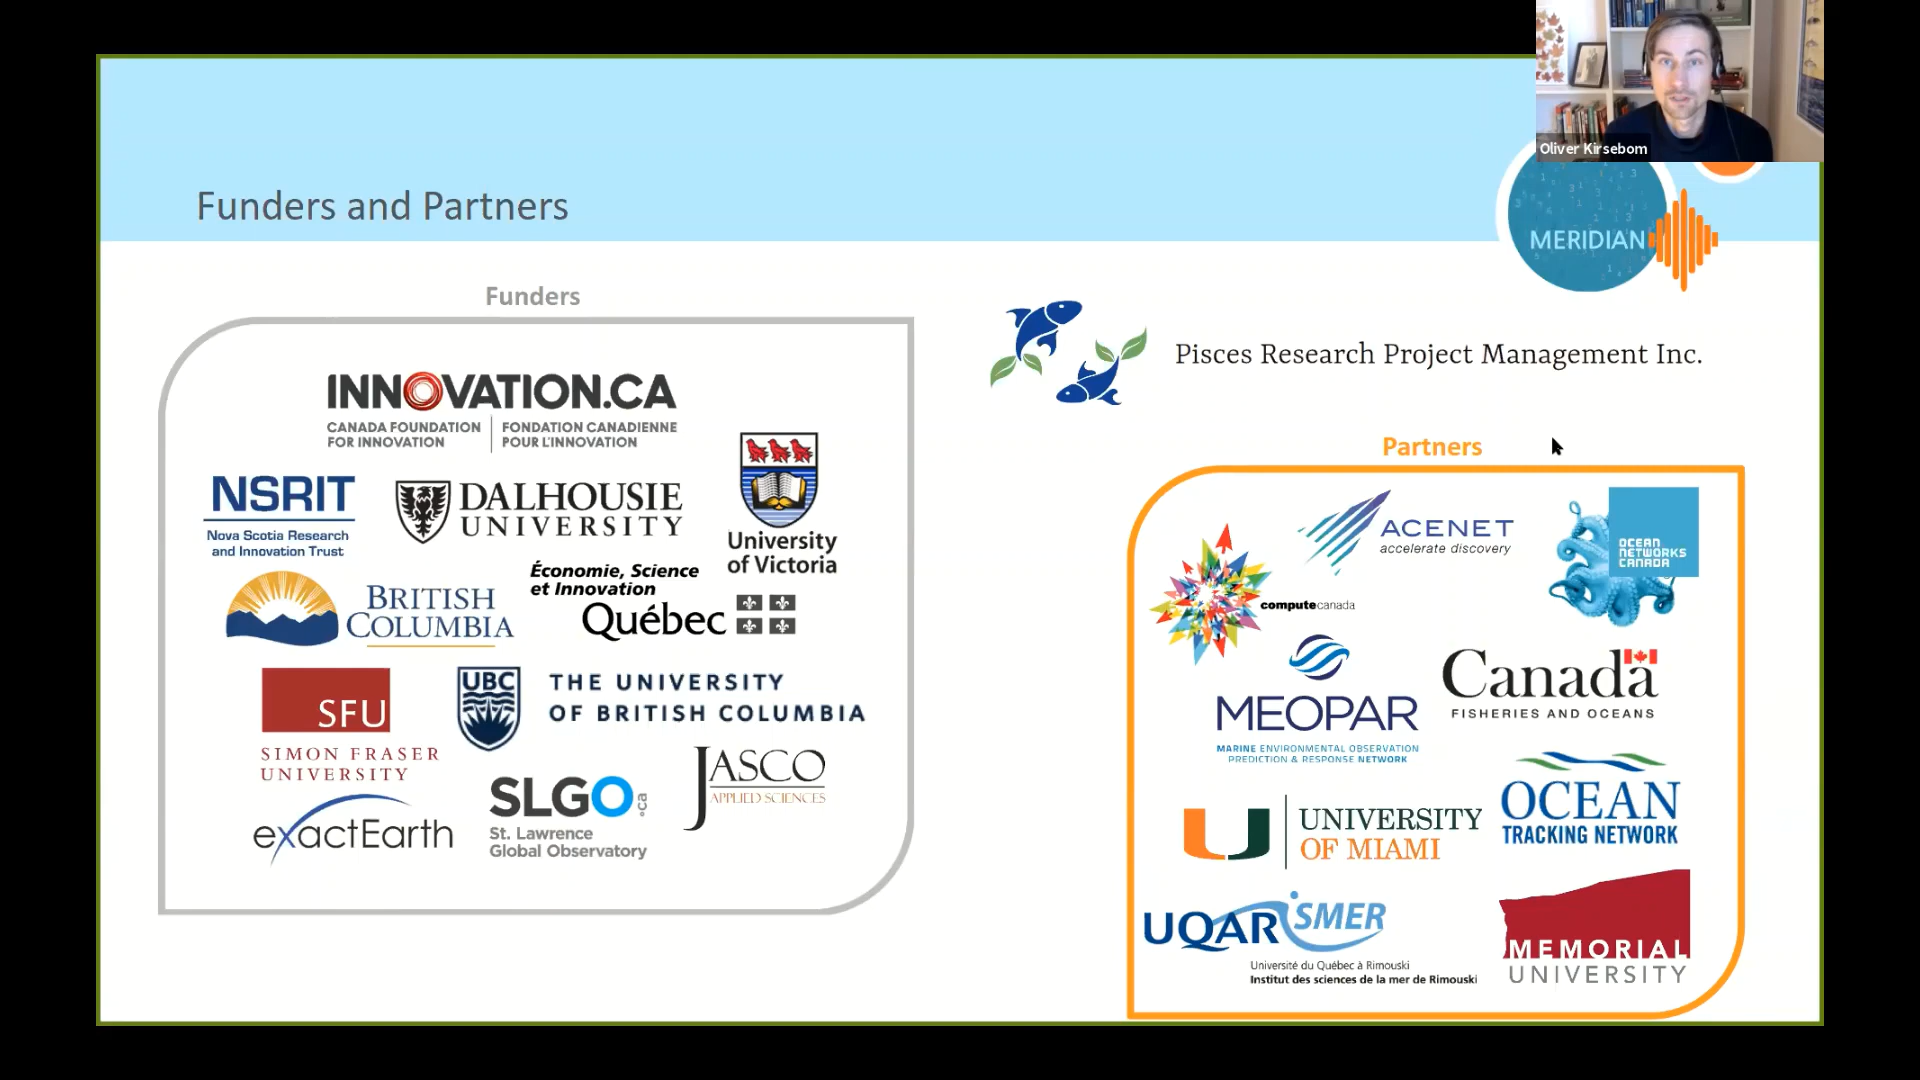 Oliver Kirsebom
Funders and Partners
MERIDIAN
Funders
INNOVATION.CA
CANADA FOUNDATION
FOR INNOVATION
FONDATION CANADIENNE
POUR L'INNOVATION
NSRIT
Nova Scotia Research
and Innovation Trust
DALHOUSIE
UNIVERSITY
University
of Victoria
BRITISH
COLUMBIA
Économie, Science
et Innovation
Québec
SFU
SIMON FRASER
UNIVERSITY
UBC
THE UNIVERSITY
OF BRITISH COLUMBIA
exactEarth
SLGO.ca
St. Lawrence
Global Observatory
JASCO
APPLIED SCIENCES
Pisces Research Project Management Inc.
Partners
computecanada
ACENET
accelerate discovery
OCEAN
NETWORKS
CANADA
MEOPAR
MARINE ENVIRONMENTAL OBSERVATION
PREDICTION & RESPONSE NETWORK
Canada
FISHERIES AND OCEANS
UNIVERSITY
OF MIAMI
OCEAN
TRACKING NETWORK
UQAR iSMER
Université du Québec à Rimouski
Institut des sciences de la mer de Rimouski
MEMORIAL
UNIVERSITY